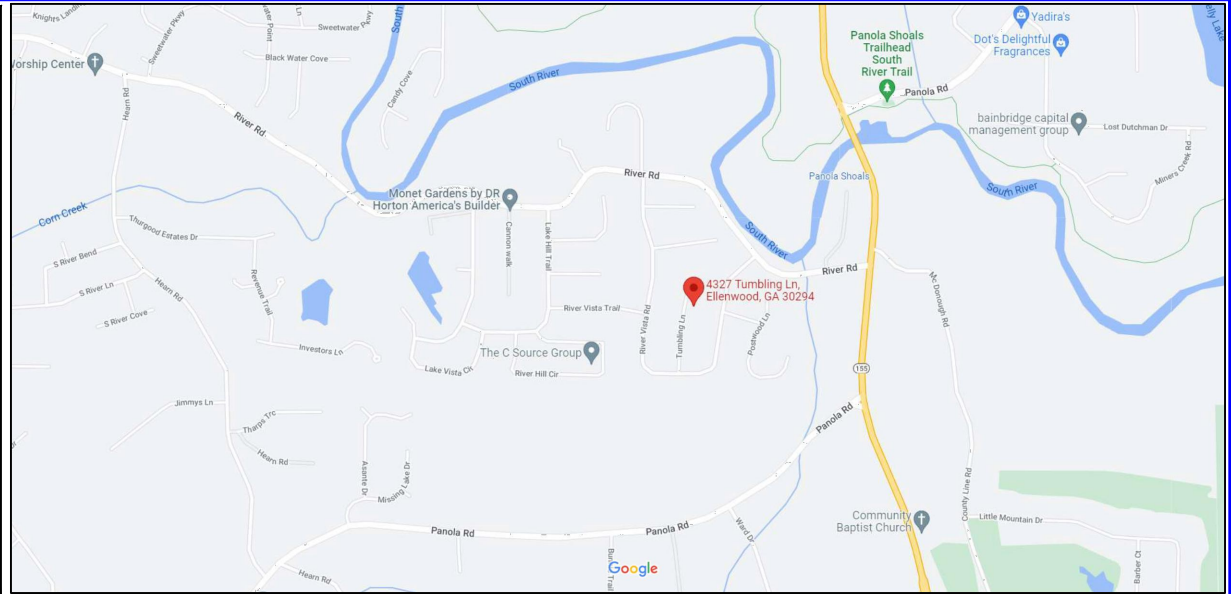 Knights Landing
Sweetwater Pkwy
Ln
Sweetwater Pkwy
South
Yadira's
Dot's Delightful
Fragrances
Panola Shoals
Trailhead
South
River Trail
Worship Center
Black Water Cove
Candy Cove
South River
Panola Rd
Hearn Rd
River Rd
bainbridge capital
management group
Lost Dutchman Dr
Miners Creek Rd
River Rd
Panola Shoals
South River
Monet Gardens by DR
Horton America's Builder
Corn Creek
Thurgood Estates Dr
Cannon walk
Lake Hill Trail
South River
S River Bend
River Rd
Hearn Rd
Revenue Trail
S River Ln
4327 Tumbling Ln,
Ellenwood, GA 30294
Mc Donough Rd
S River Cove
River Vista Trail
River Vista Rd
Tumbling Ln
Postwood Ln
Investors Ln
The C Source Group
Lake Vista Cir
River Hill Cir
155
Jimmys Ln
Tharps Trc
Panola Rd
Hearn Rd
Asante Dr
Missing Lake Dr
County Line Rd
Community
Baptist Church
Little Mountain Dr
Panola Rd
Panola Rd
Ward Dr
Barber Ct
Hearn Rd
Trail
Google